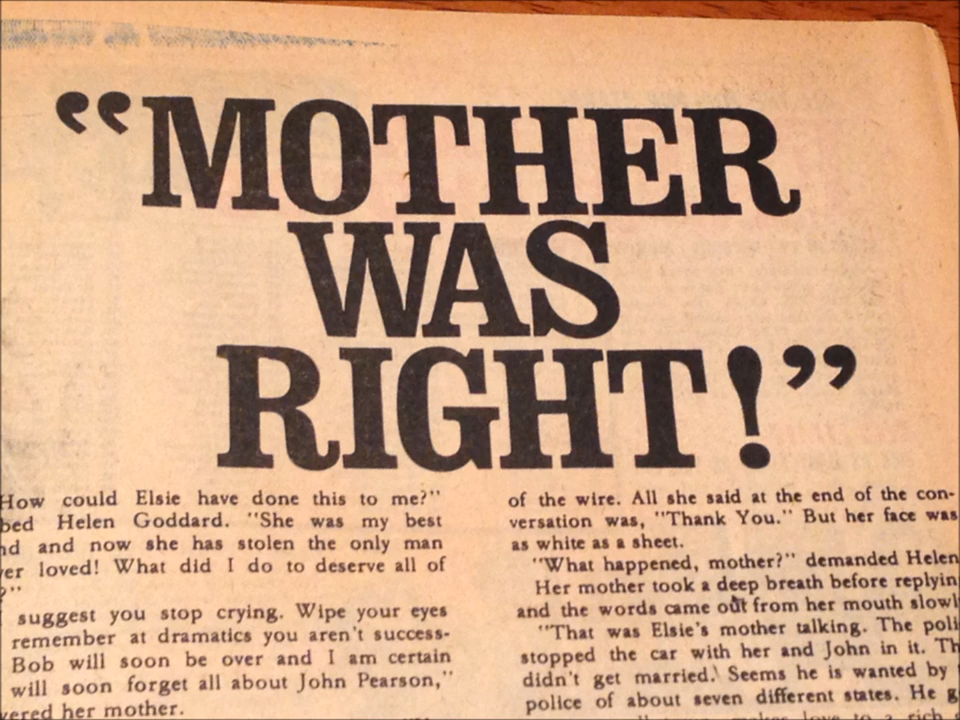 “MOTHER
WAS
RIGHT!”
How could Elsie have done this to me?"
bed Helen Goddard. "She was my best
nd and now she has stolen the only man
er loved! What did I do to deserve all of
?"
suggest you stop crying. Wipe your eyes
remember at dramatics you aren't success-
Bob will soon be over and I am certain
will soon forget all about John Pearson,"
vered her mother.
of the wire. All she said at the end of the con-
versation was, "Thank You." But her face was
as white as a sheet.
"What happened, mother?" demanded Helen
Her mother took a deep breath before replyin
and the words came out from her mouth slowl
"That was Elsie's mother talking. The poli
stopped the car with her and John in it. Th
didn't get married. Seems he is wanted by
police of about seven different states. He g
makes love to a rich